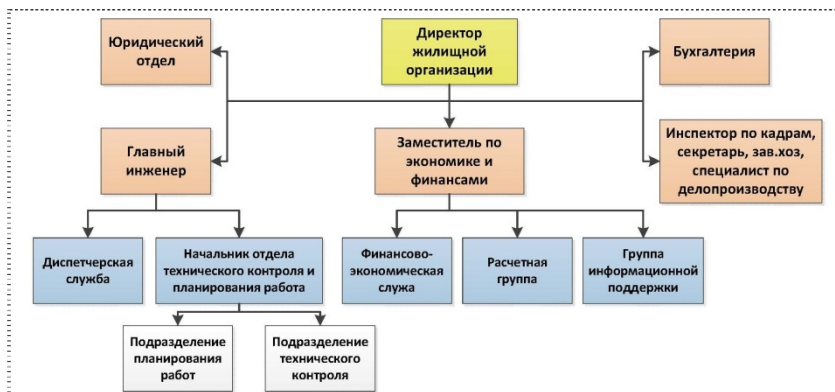 Юридический
отдел
Директор
жилищной
организации
Бухгалтерия
Главный
инженер
Заместитель по
экономике и
финансами
Инспектор по кадрам,
секретарь, зав.хоз,
специалист по
делопроизводству
Диспетчерская
служба
Начальник отдела
технического контроля и
планирования работа
Финансово-
экономическая
служа
Расчетная
группа
Группа
информационной
поддержки
Подразделение
планирования
работ
Подразделение
технического
контроля